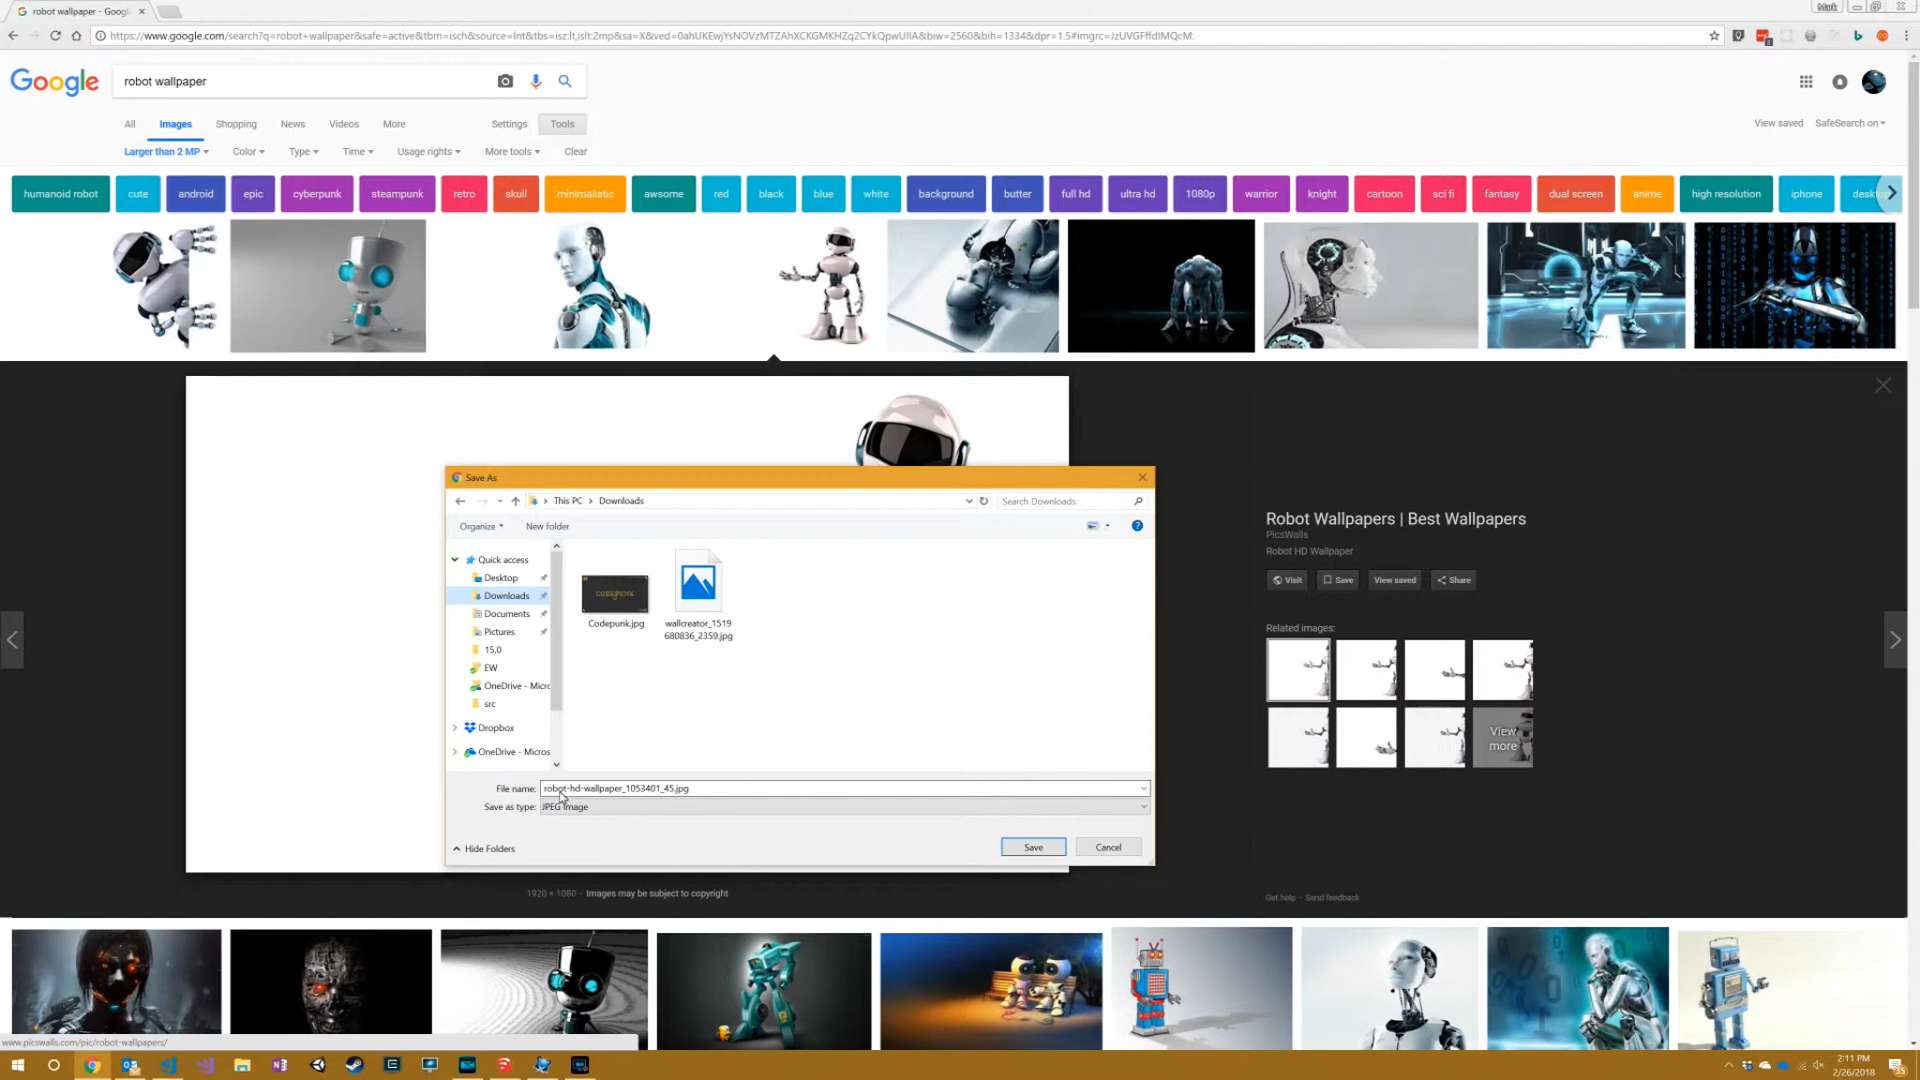 robot wallpaper - Googl
Mark
https://www.google.com/search?q=robot+wallpaper&safe=active&tbm=isch&source=lnt&tbs=isz:lt,islt:2mp&sa=X&ved=0ahUKEwjYsNOVzMTZAhXCKGMKHZq2CYkQpwUIIA&biw=2560&bih=1334&dpr=1.5#imgrc=JzUVGFfdIMQcM:
Google
robot wallpaper
All Images Shopping News Videos More Settings Tools
View saved SafeSearch on
Larger than 2 MP Color Type Time Usage rights More tools Clear
humanoid robot cute android epic cyberpunk steampunk retro skull minimalistic awsome red black blue white background butter full hd ultra hd 1080p warrior knight cartoon sci fi fantasy dual screen anime high resolution iphone
Save As
This PC Downloads
Search Downloads
Organize New folder
Quick access
Desktop
Downloads
Documents
Pictures
15.0
EW
OneDrive - Micro
src
Dropbox
OneDrive - Micros
CODEPUNK
Codepunk.jpg
wallcreator_1519
680836_2359.jpg
File name: robot-hd-wallpaper_1053401_45.jpg
Save as type: JPEG Image
Hide Folders
Save Cancel
1920 × 1080 - Images may be subject to copyright
Robot Wallpapers | Best Wallpapers
PicsWalls
Robot HD Wallpaper
Visit Save View saved Share
Related images:
View
more
Get help - Send feedback
www.picswalls.com/pic/robot-wallpapers/
2:11 PM
2/26/2018
35